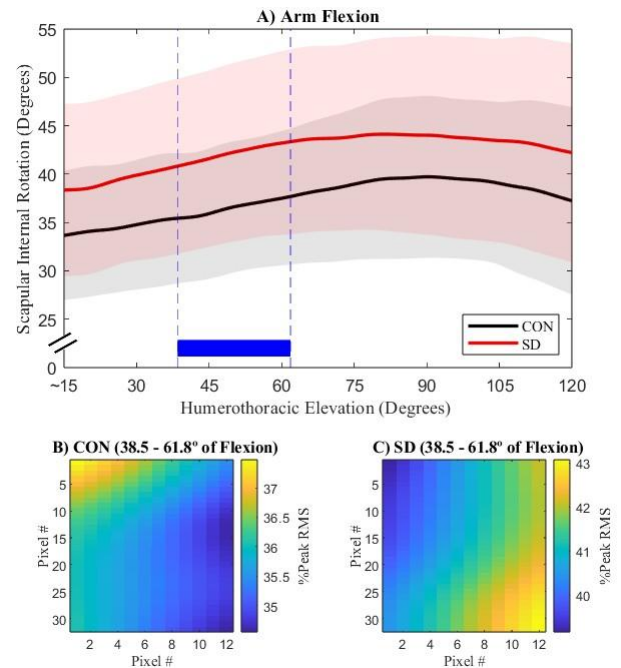 A) Arm Flexion
Scapular Internal Rotation (Degrees)
55
50
45
40
35
30
25
0
CON
SD
~15 30 45 60 75 90 105 120
Humerothoracic Elevation (Degrees)
B) CON (38.5 - 61.8º of Flexion)
Pixel #
5
10
15
20
25
30
2 4 6 8 10 12
Pixel #
37
36.5
36
35.5
35
%Peak RMS
C) SD (38.5 - 61.8º of Flexion)
Pixel #
5
10
15
20
25
30
2 4 6 8 10 12
Pixel #
43
42
41
40
%Peak RMS